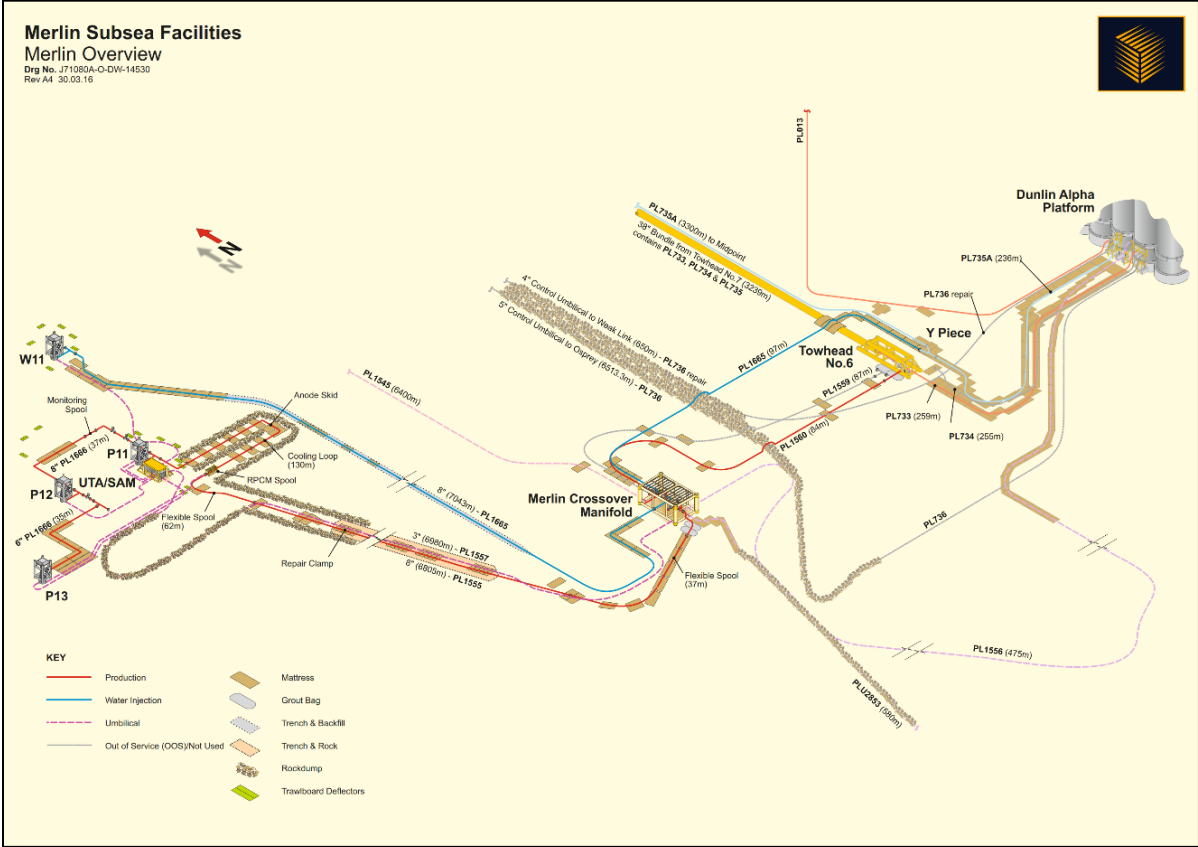 Merlin Subsea Facilities
Merlin Overview
Drg No. J71080A-O-DW-14530
Rev A4 30.03.16
PL013
Dunlin Alpha
Platform
PL735A (3300m) to Midpoint
38" Bundle from Towhead No.7 (3239m)
contains PL733, PL734 & PL735
N
N
PL735A (236m)
PL736 repair
4" Control Umbilical to Weak Link (650m) - PL736 repair
5" Control Umbilical to Osprey (6513.3m) - PL736
Y Piece
Towhead
No.6
PL1665 (97m)
PL1559 (87m)
PL1560 (84m)
PL733 (259m)
PL734 (255m)
W11
PL1545 (6400m)
Monitoring
Spool
Anode Skid
8" PL1666 (37m)
P11
Cooling Loop
(130m)
UTA/SAM
RPCM Spool
P12
Merlin Crossover
Manifold
8" (7043m) - PL1665
Flexible Spool
(62m)
6" PL1666 (35m)
PL736
3" (6980m) - PL1557
8" (6805m) - PL1555
Repair Clamp
Flexible Spool
(37m)
P13
PL1556 (475m)
PLU2853 (580m)
KEY
Production
Water Injection
Umbilical
Out of Service (OOS)/Not Used
Mattress
Grout Bag
Trench & Backfill
Trench & Rock
Rockdump
Trawlboard Deflectors